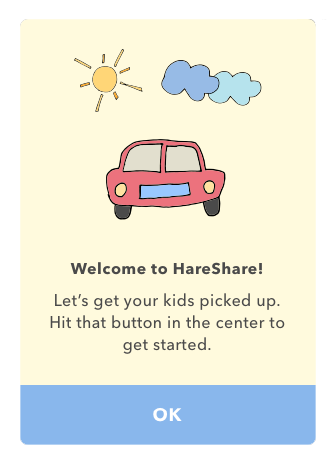 Welcome to HareShare!
Let’s get your kids picked up.
Hit that button in the center to
get started.
OK